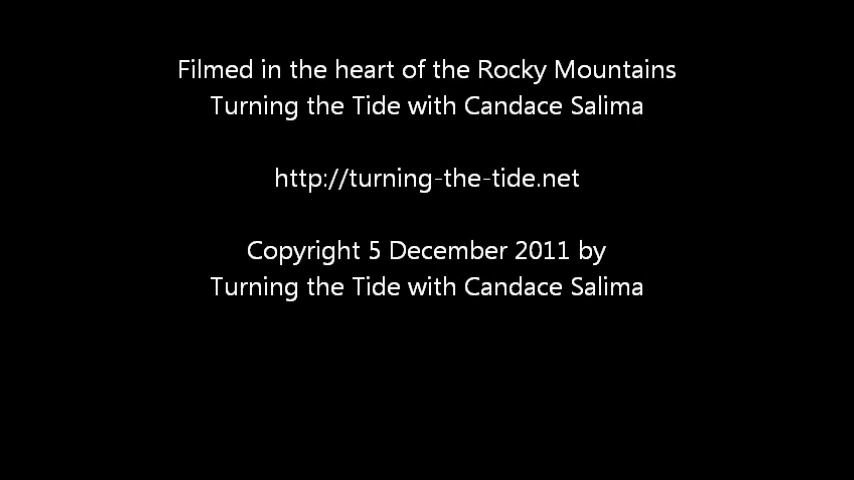 Filmed in the heart of the Rocky Mountains
Turning the Tide with Candace Salima
http://turning-the-tide.net
Copyright 5 December 2011 by
Turning the Tide with Candace Salima